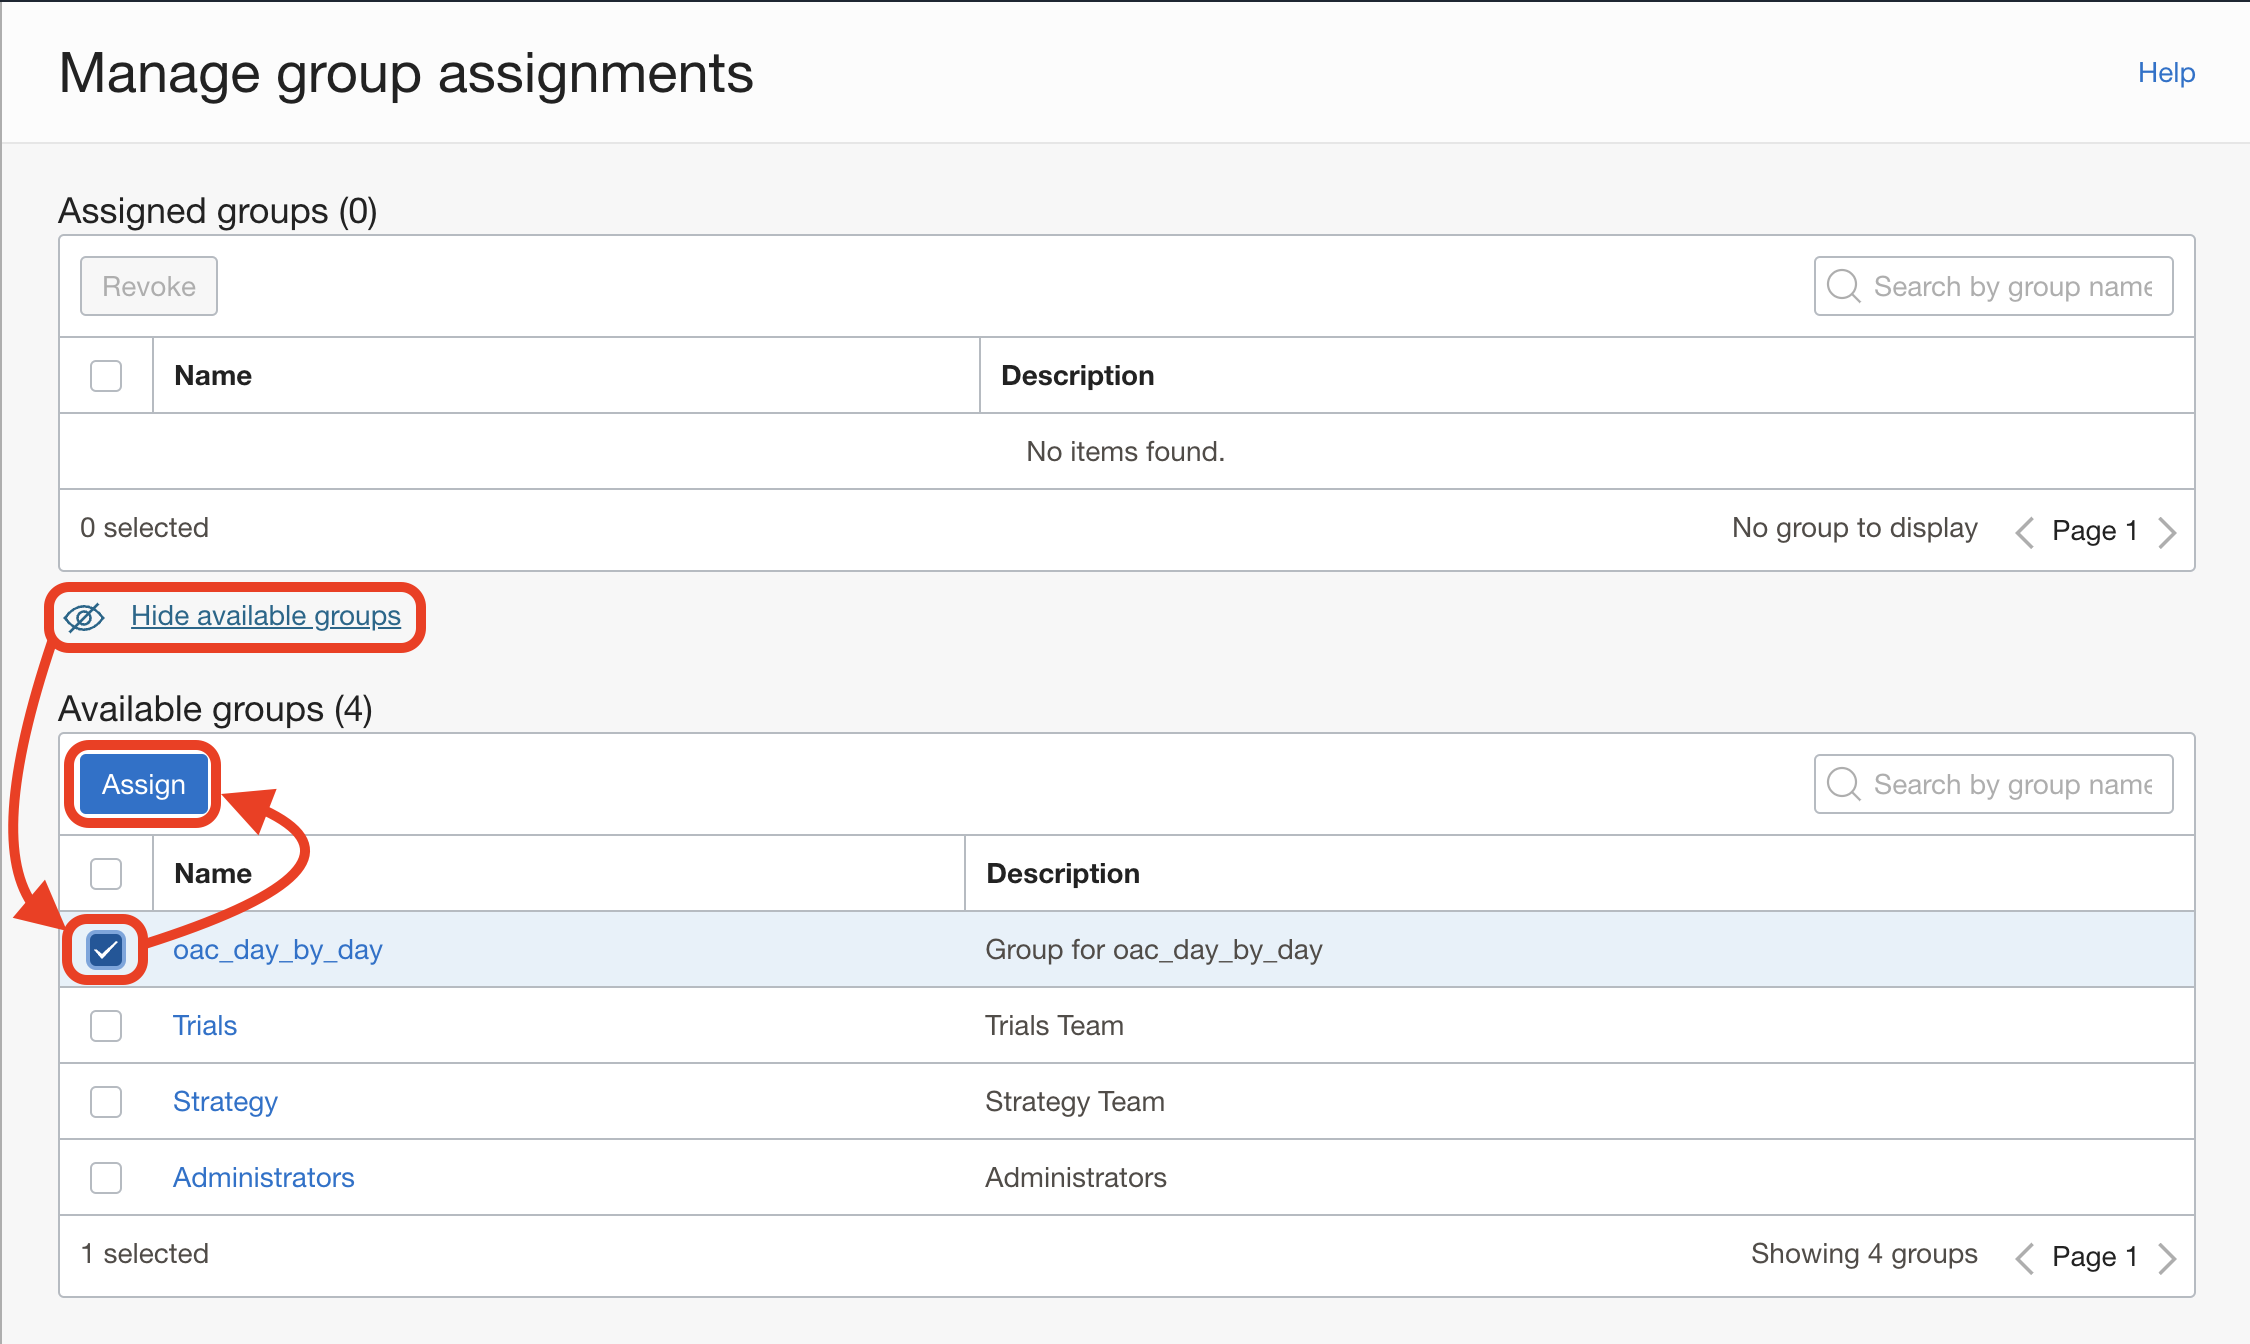 Manage group assignments
Help
Assigned groups (0)
Revoke
Search by group name
Name
Description
No items found.
0 selected
No group to display
Page 1
Hide available groups
Available groups (4)
Assign
Search by group name
Name
Description
oac_day_by_day
Group for oac_day_by_day
Trials
Trials Team
Strategy
Strategy Team
Administrators
Administrators
1 selected
Showing 4 groups
Page 1